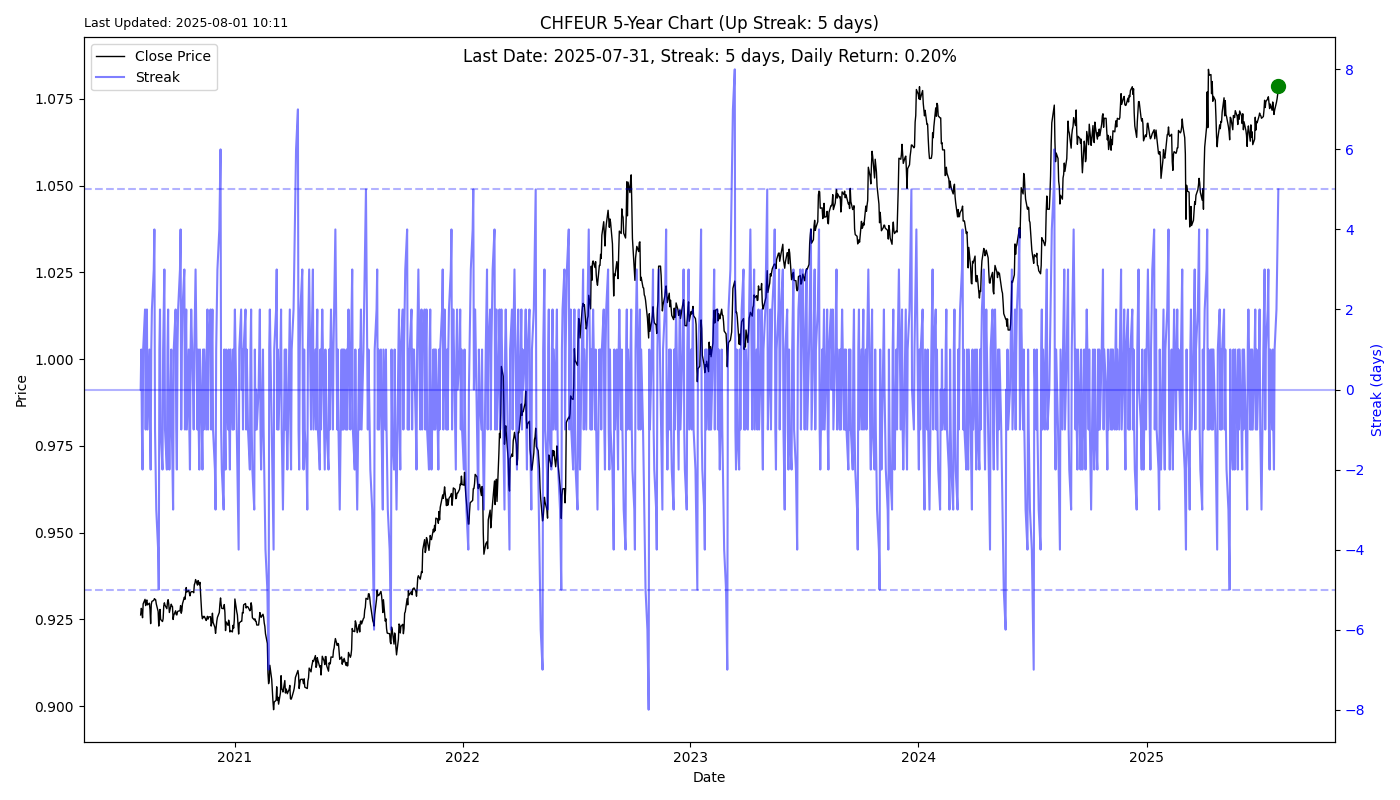 Last Updated: 2025-08-01 10:11
CHFEUR 5-Year Chart (Up Streak: 5 days)
Last Date: 2025-07-31, Streak: 5 days, Daily Return: 0.20%
Close Price
Streak
1.075
1.050
1.025
1.000
0.975
0.950
0.925
0.900
Price
8
6
4
2
0
−2
−4
−6
−8
Streak (days)
2021
2022
2023
2024
2025
Date